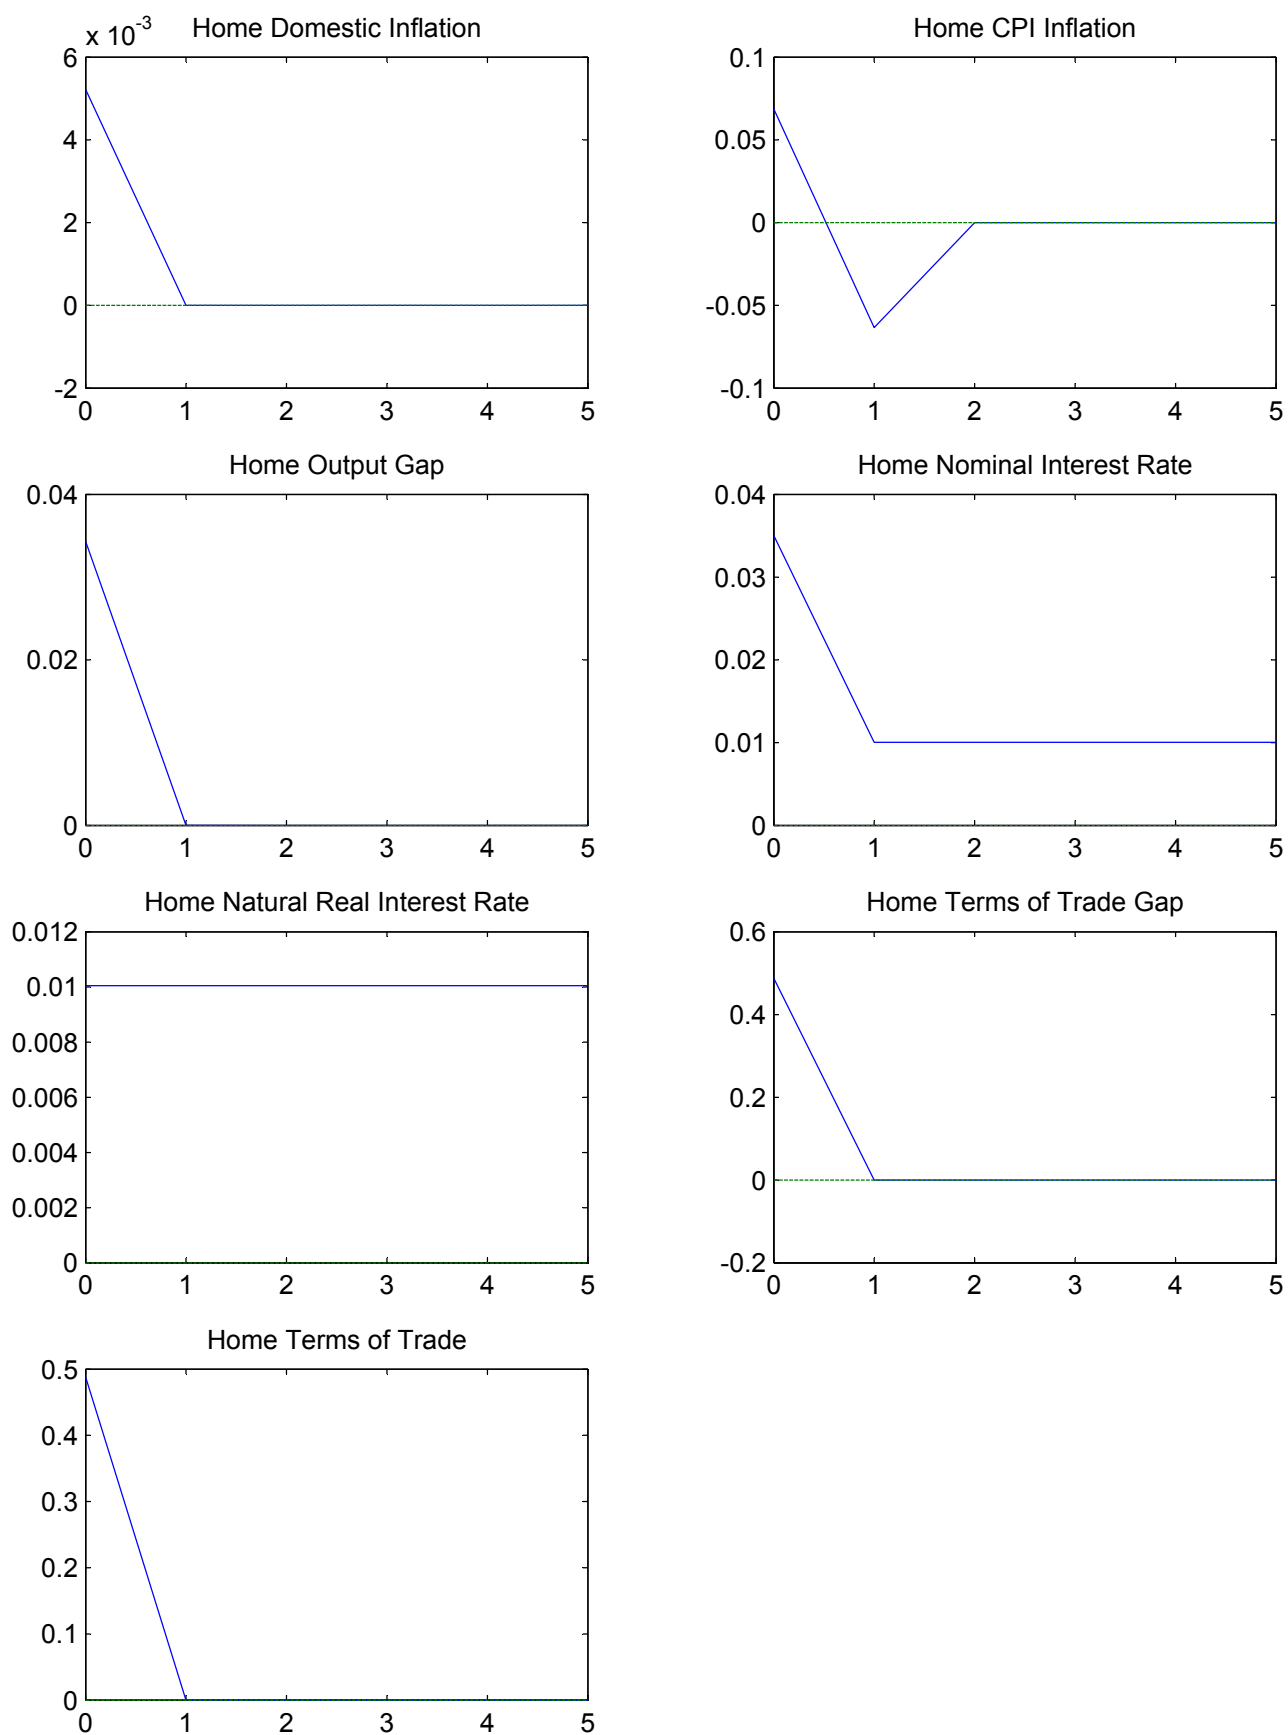 Home Domestic Inflation
x 10-3
6
4
2
0
-2
0 1 2 3 4 5
Home CPI Inflation
0.1
0.05
0
-0.05
-0.1
0 1 2 3 4 5
Home Output Gap
0.04
0.02
0
0 1 2 3 4 5
Home Nominal Interest Rate
0.04
0.03
0.02
0.01
0
0 1 2 3 4 5
Home Natural Real Interest Rate
0.012
0.01
0.008
0.006
0.004
0.002
0
0 1 2 3 4 5
Home Terms of Trade Gap
0.6
0.4
0.2
0
-0.2
0 1 2 3 4 5
Home Terms of Trade
0.5
0.4
0.3
0.2
0.1
0
0 1 2 3 4 5